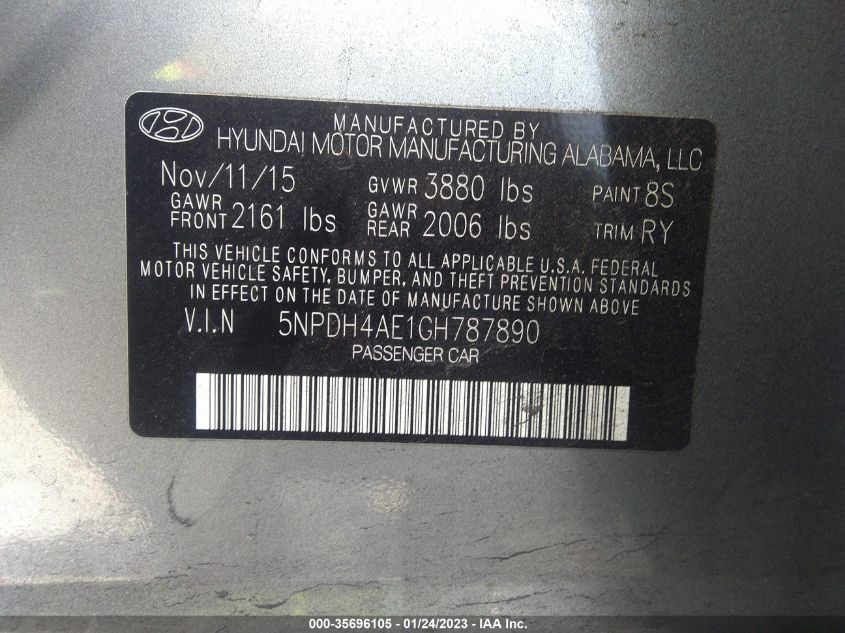 MANUFACTURED BY
HYUNDAI MOTOR MANUFACTURING ALABAMA, LLC
Nov/11/15 GVWR 3880 lbs PAINT 8S
GAWR FRONT 2161 lbs GAWR REAR 2006 lbs TRIM RY
THIS VEHICLE CONFORMS TO ALL APPLICABLE U.S.A. FEDERAL
MOTOR VEHICLE SAFETY, BUMPER, AND THEFT PREVENTION STANDARDS
IN EFFECT ON THE DATE OF MANUFACTURE SHOWN ABOVE
V.I.N 5NPDH4AE1GH787890
PASSENGER CAR
000-35696105 - 01/24/2023 - IAA Inc.